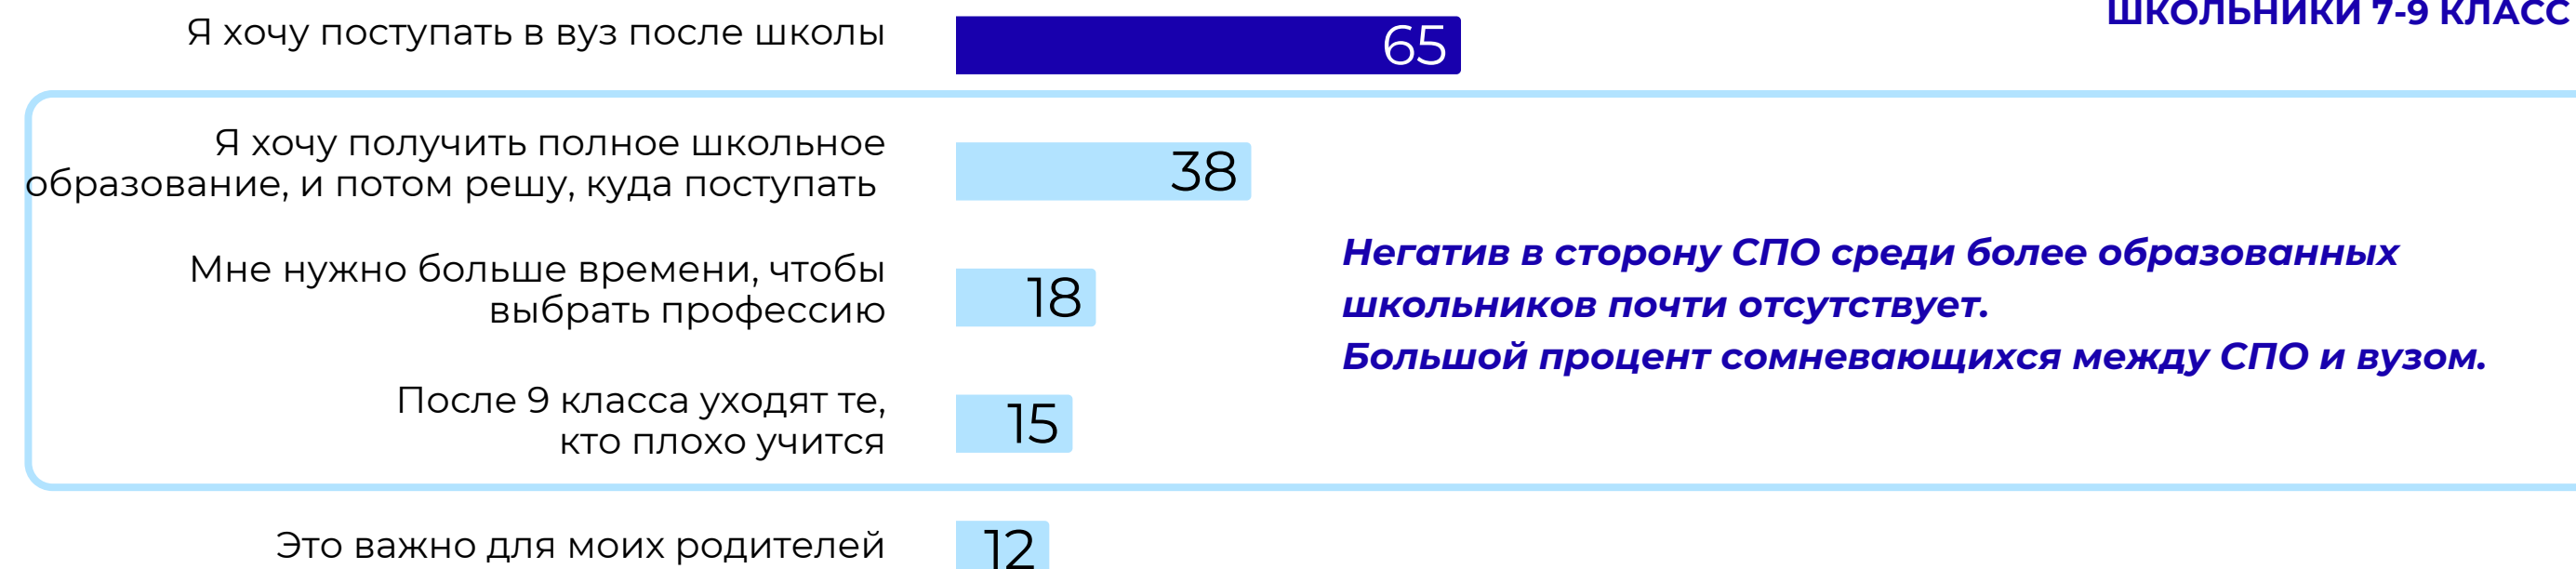 ШКОЛЬНИКИ 7-9 КЛАСС
Я хочу поступать в вуз после школы
65
Я хочу получить полное школьное
образование, и потом решу, куда поступать
38
Мне нужно больше времени, чтобы
выбрать профессию
18
Негатив в сторону СПО среди более образованных
школьников почти отсутствует.
Большой процент сомневающихся между СПО и вузом.
После 9 класса уходят те,
кто плохо учится
15
Это важно для моих родителей
12